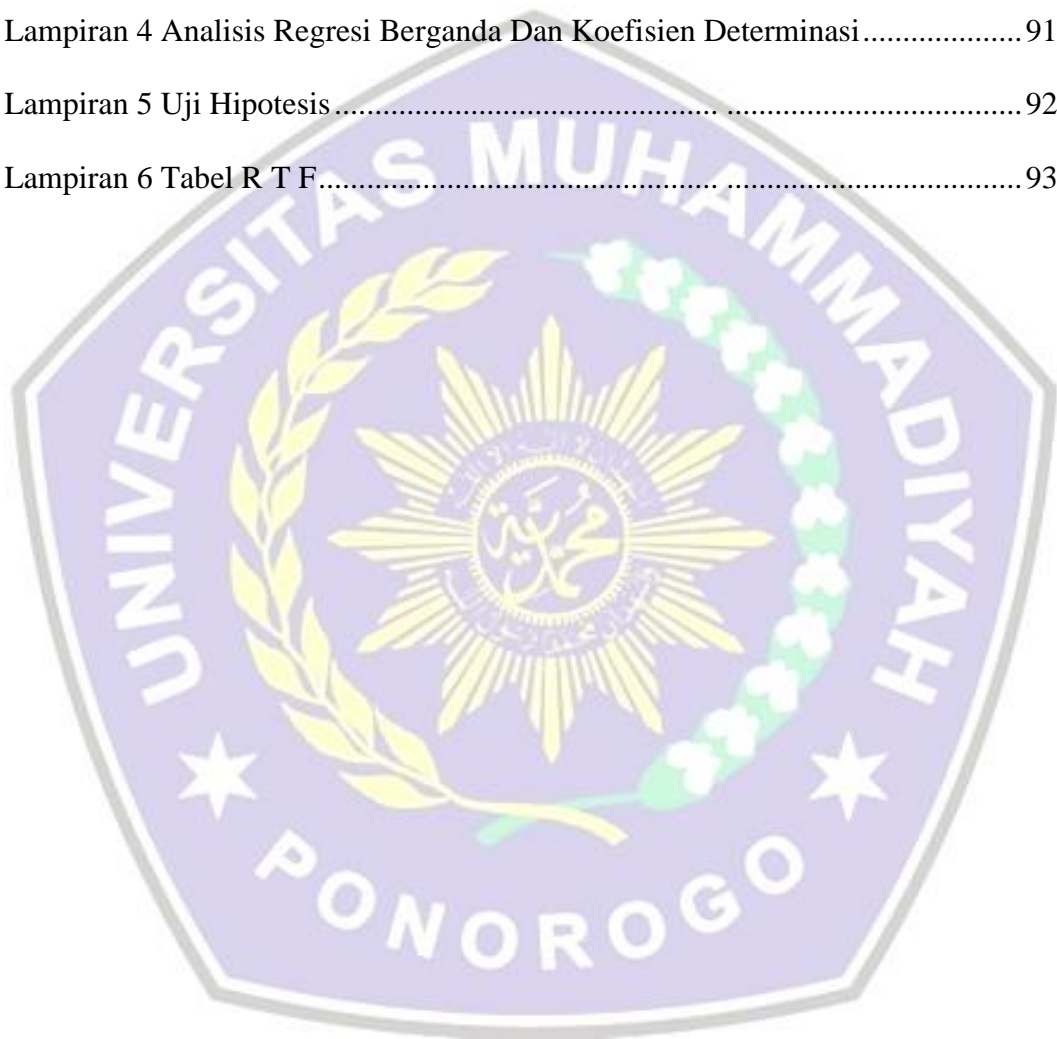 Lampiran 4 Analisis Regresi Berganda Dan Koefisien Determinasi.................... 91
Lampiran 5 Uji Hipotesis................................................ ..................................... 92
Lampiran 6 Tabel R T F.................................................. ..................................... 93
UNIVERSITAS MUHAMMADIYAH
محمدية
PONOROGO